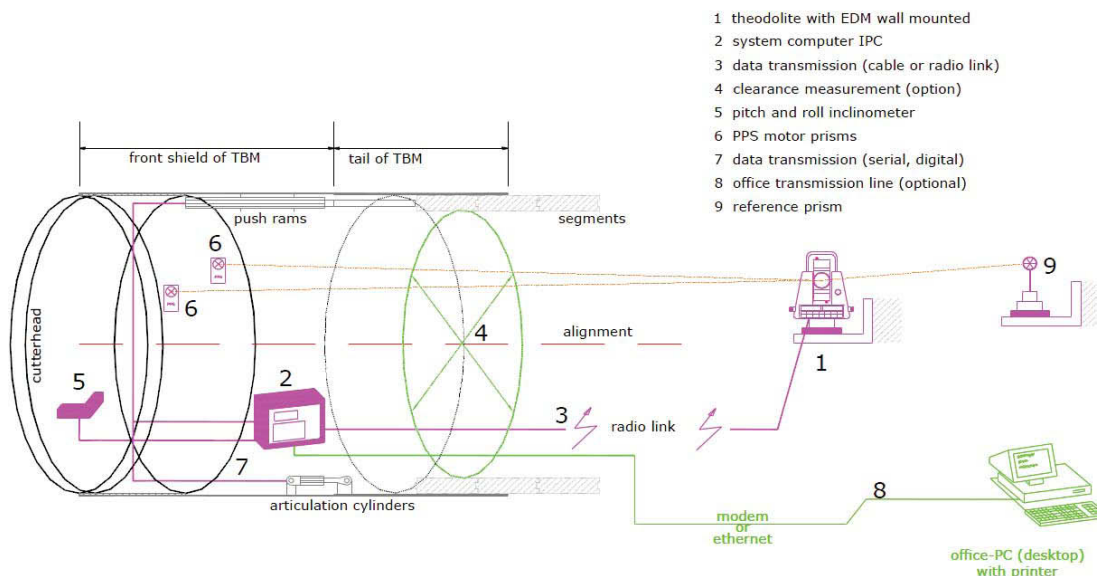 1 theodolite with EDM wall mounted
2 system computer IPC
3 data transmission (cable or radio link)
4 clearance measurement (option)
5 pitch and roll inclinometer
6 PPS motor prisms
7 data transmission (serial, digital)
8 office transmission line (optional)
9 reference prism
front shield of TBM
tail of TBM
push rams
segments
6
6
9
cutterhead
4
alignment
1
5
2
3
radio link
7
articulation cylinders
8
modem
or
ethernet
office-PC (desktop)
with printer